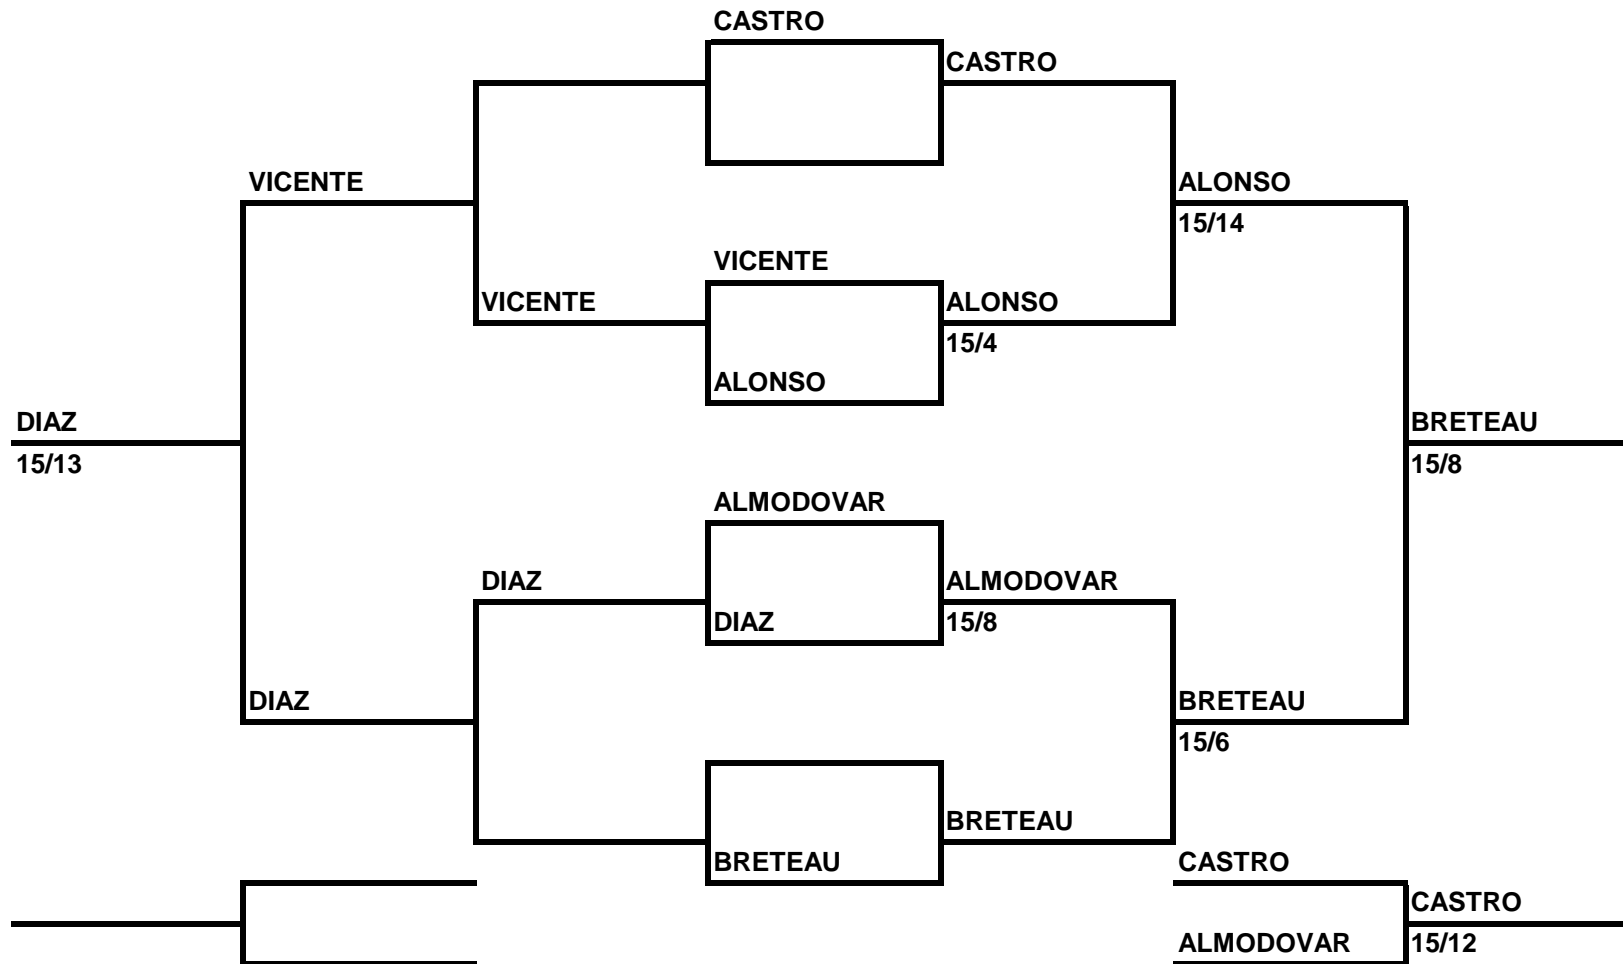 CASTRO
CASTRO
VICENTE
ALONSO
15/14
VICENTE
VICENTE
ALONSO
15/4
ALONSO
DIAZ
BRETEAU
15/13
15/8
ALMODOVAR
DIAZ
ALMODOVAR
DIAZ
15/8
DIAZ
BRETEAU
15/6
BRETEAU
BRETEAU
CASTRO
CASTRO
ALMODOVAR
15/12